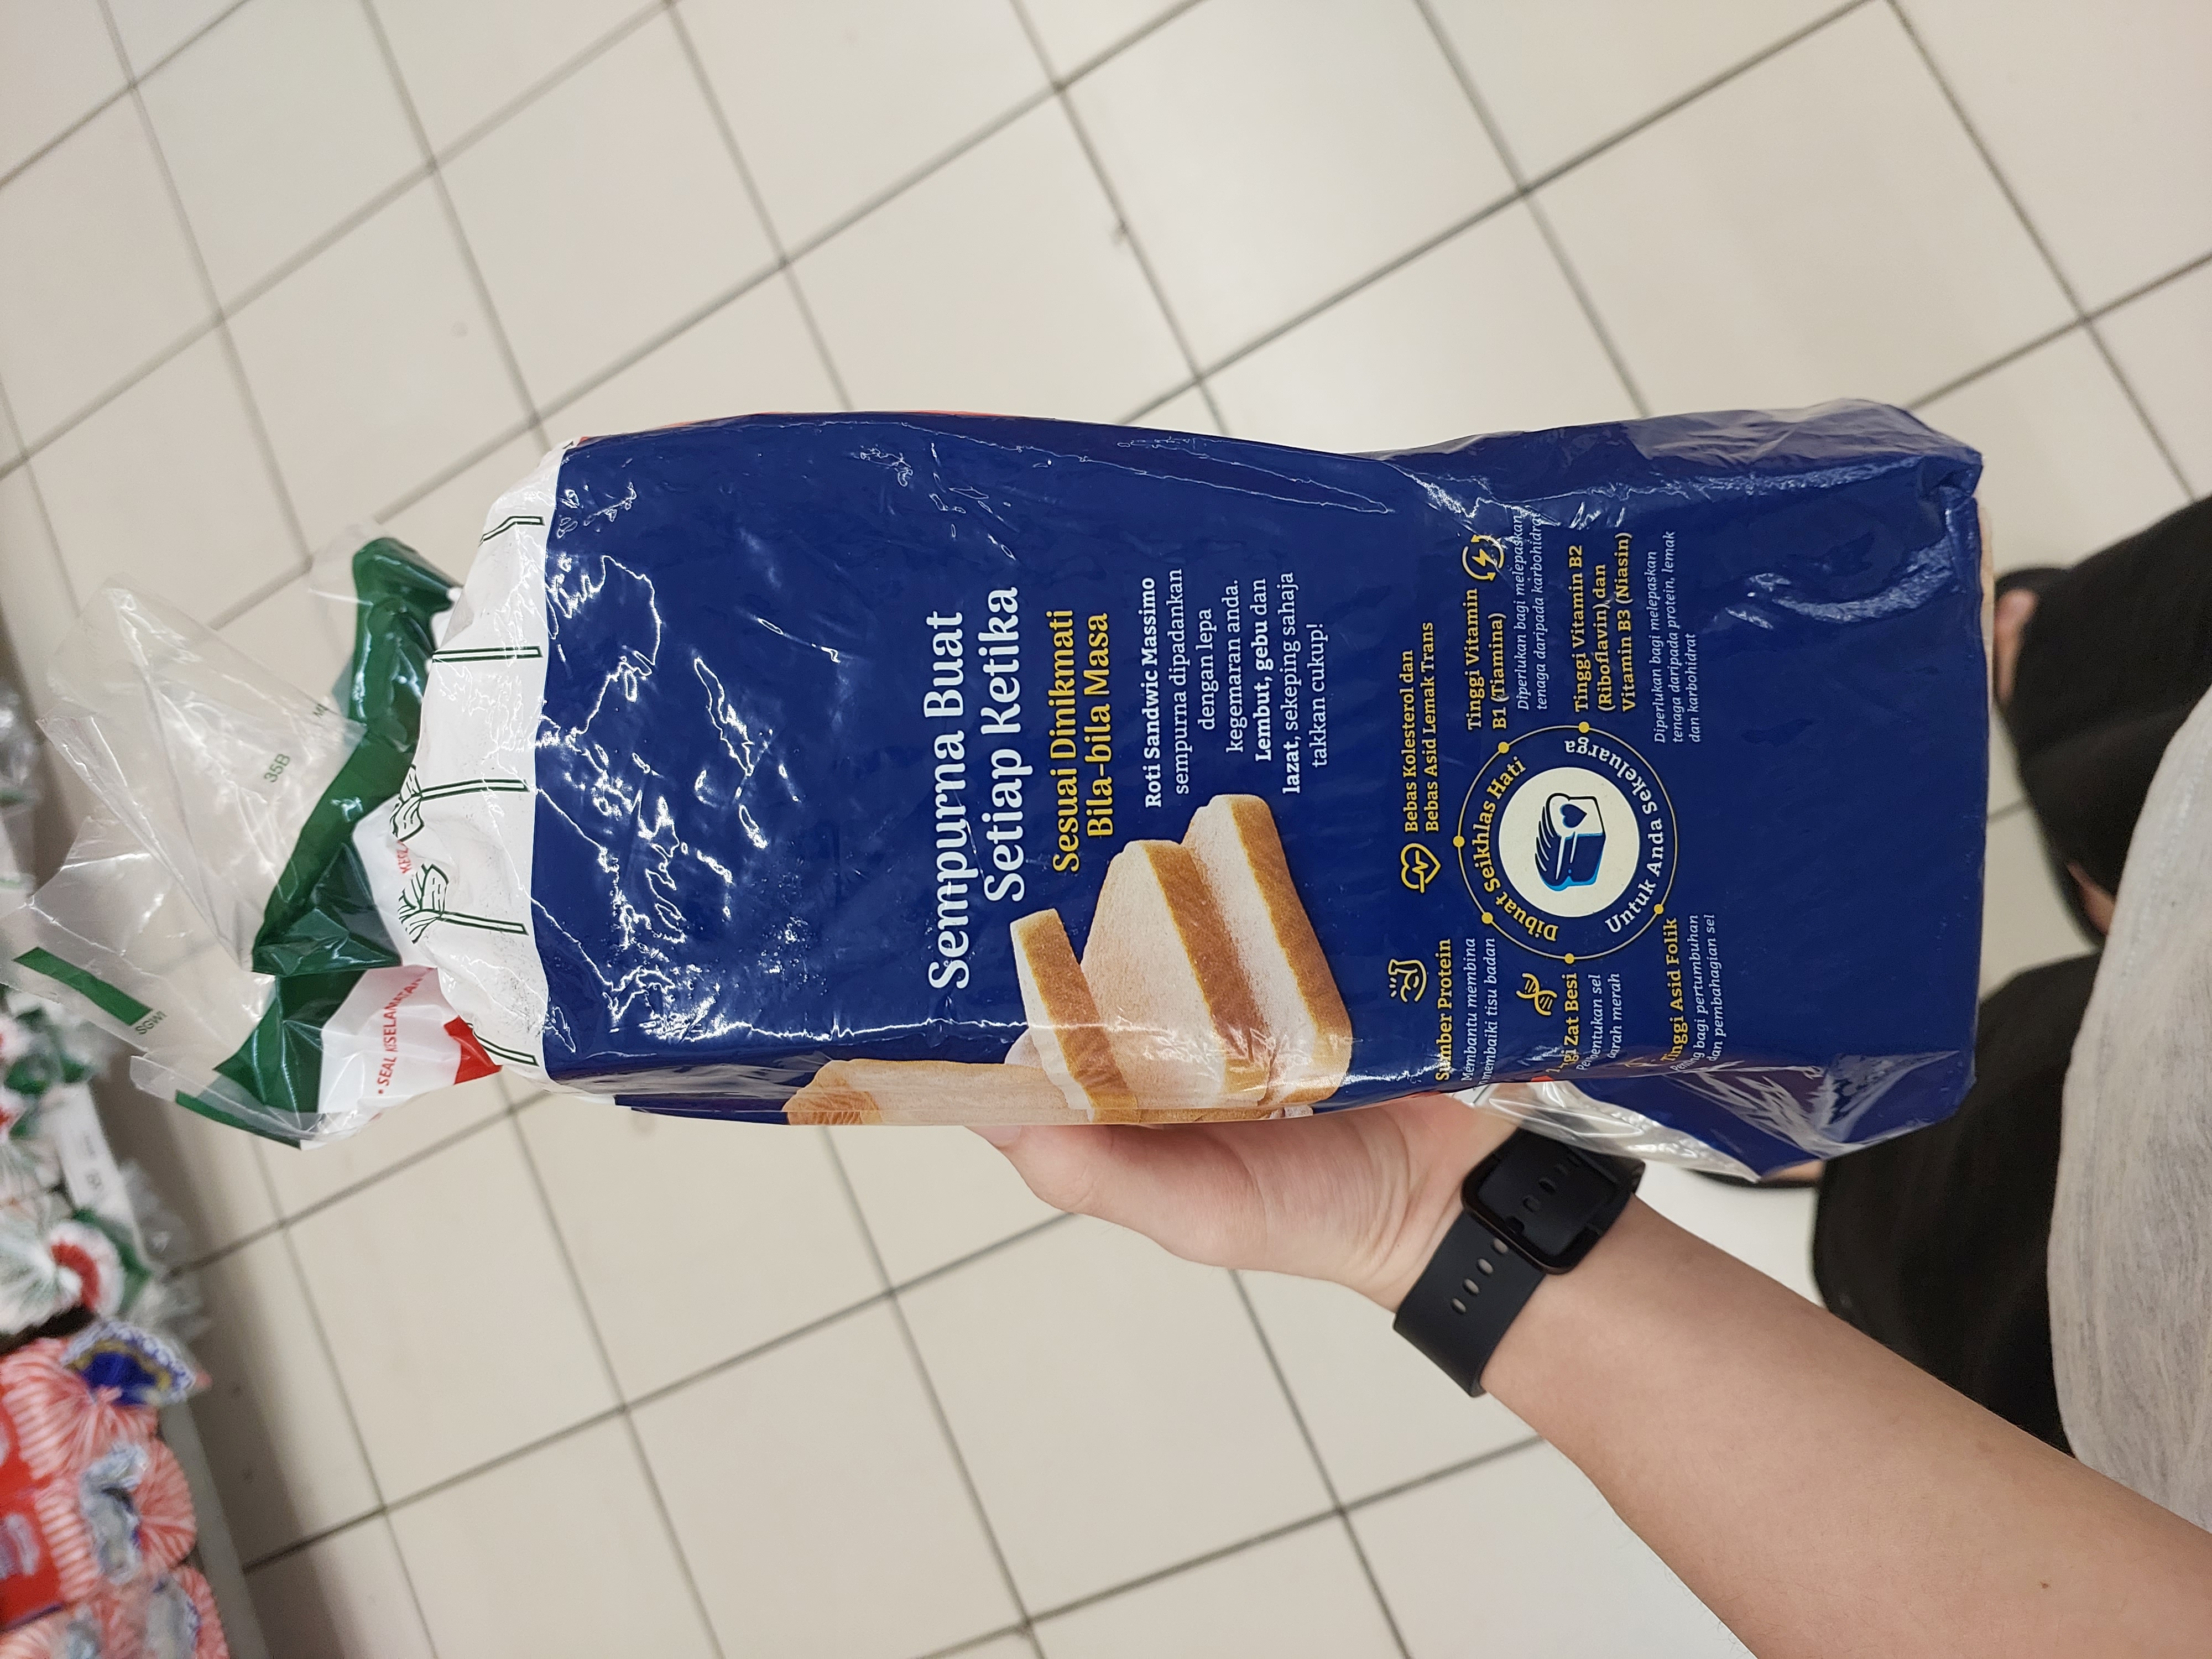 SGWI
35B
• SEAL KESELAMATAN
Sempurna Buat
Setiap Ketika
Sesuai Dinikmati
Bila-bila Masa
Roti Sandwic Massimo
sempurna dipadankan
dengan lepa
kegemaran anda.
Lembut, gebu dan
lazat, sekeping sahaja
takkan cukup!
Bebas Kolesterol dan
Bebas Asid Lemak Trans
Sumber Protein
Membantu membina
membaiki tisu badan
Tinggi Vitamin
B1 (Tiamina)
Diperlukan bagi melepaskan
tenaga daripada karbohidrat
Tinggi Zat Besi
Pembentukan sel
darah merah
Dibuat Seikhlas Hati
Untuk Anda Sekeluarga
Tinggi Vitamin B2
(Riboflavin) dan
Vitamin B3 (Niasin)
Diperlukan bagi melepaskan
tenaga daripada protein, lemak
dan karbohidrat
Tinggi Asid Folik
Penting bagi pertumbuhan
dan pembahagian sel